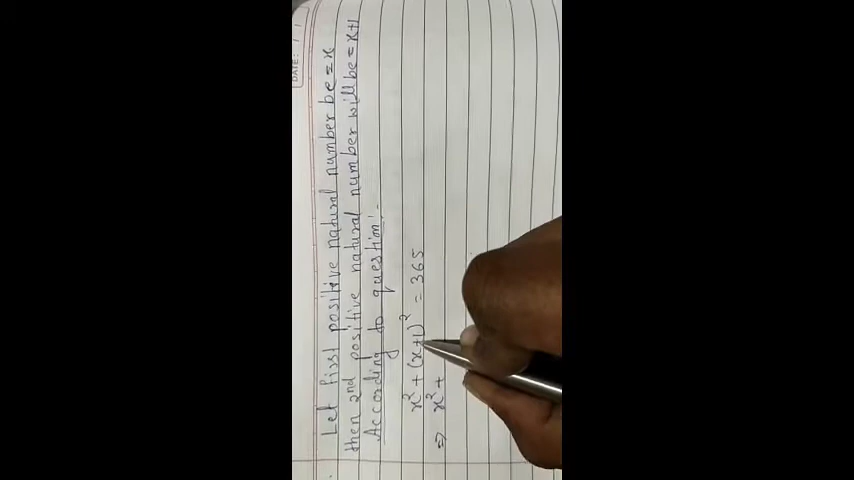 DATE: / /
Let first positive natural number be = x
then 2nd positive natural number will be = x+1
According to question:-
x² + (x+1)² = 365
⇒ x² +